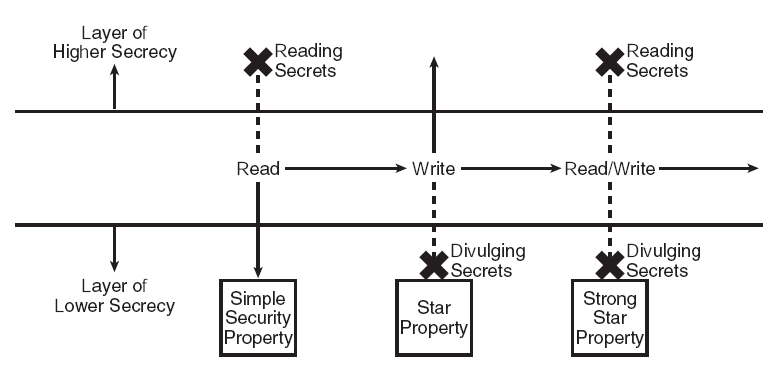 Layer of
Higher Secrecy
Reading
Secrets
Reading
Secrets
Read
Write
Read/Write
Layer of
Lower Secrecy
Divulging
Secrets
Divulging
Secrets
Simple
Security
Property
Star
Property
Strong
Star
Property